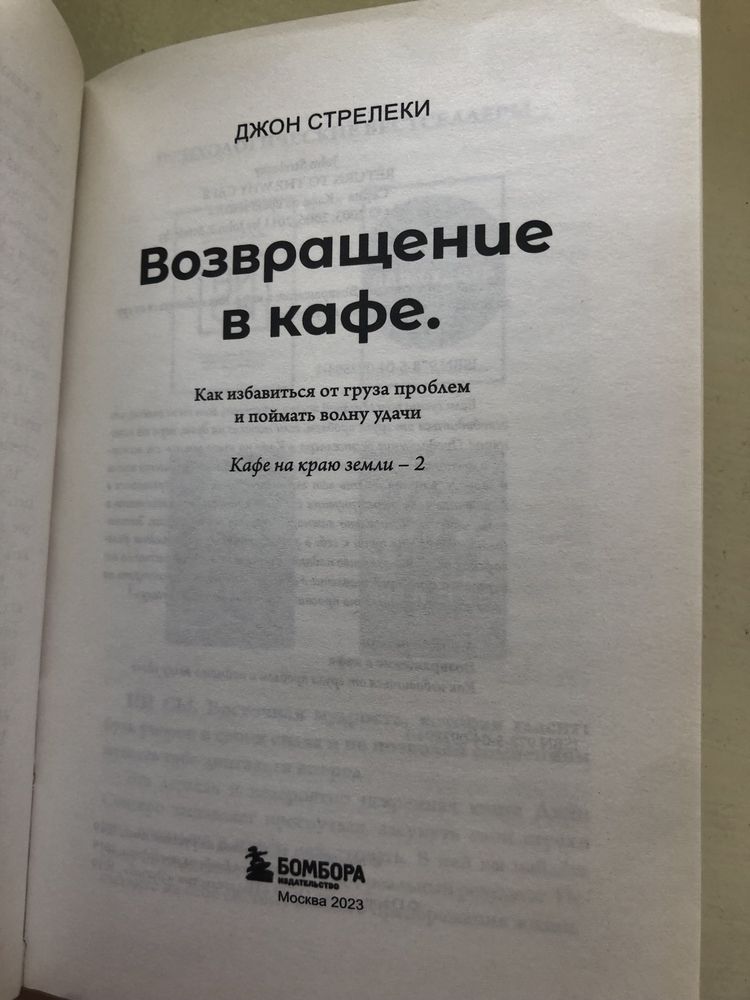 ДЖОН СТРЕЛЕКИ
Возвращение
в кафе.
Как избавиться от груза проблем
и поймать волну удачи
Кафе на краю земли – 2
БОМБОРА
ИЗДАТЕЛЬСТВО
Москва 2023